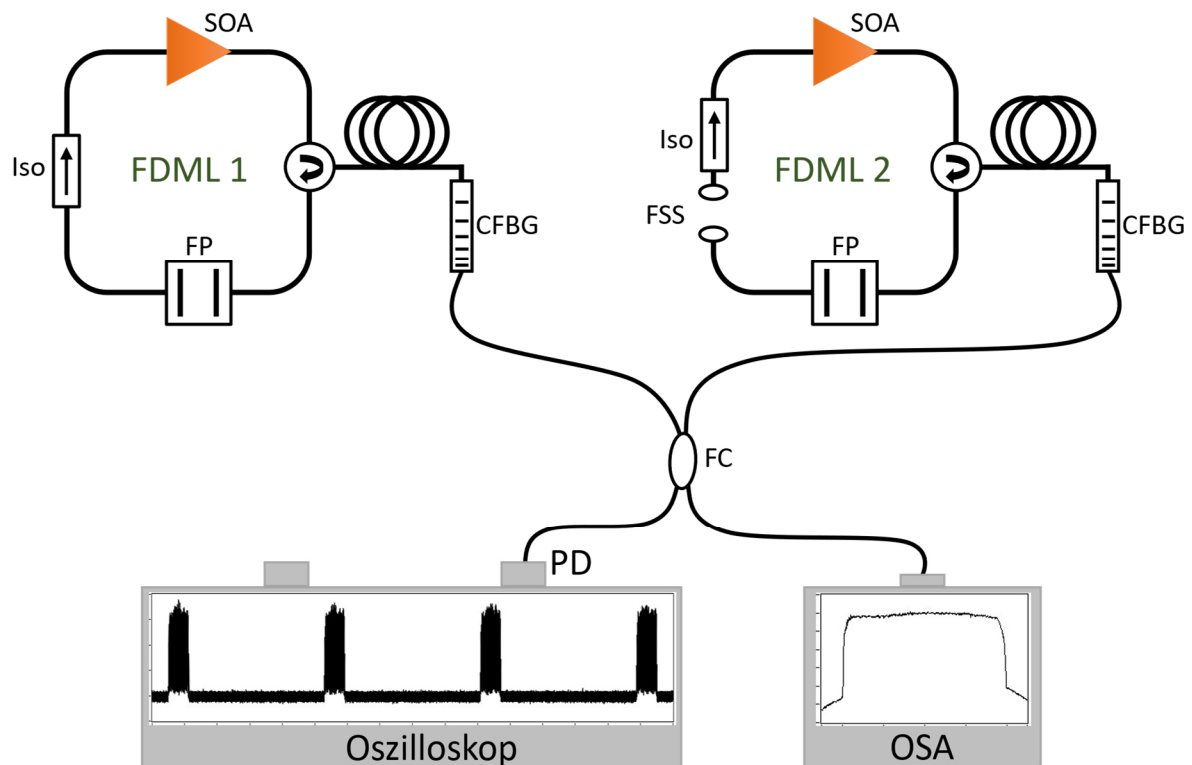 SOA
SOA
Iso
FDML 1
Iso
FDML 2
FSS
CFBG
CFBG
FP
FP
FC
PD
Oszilloskop
OSA